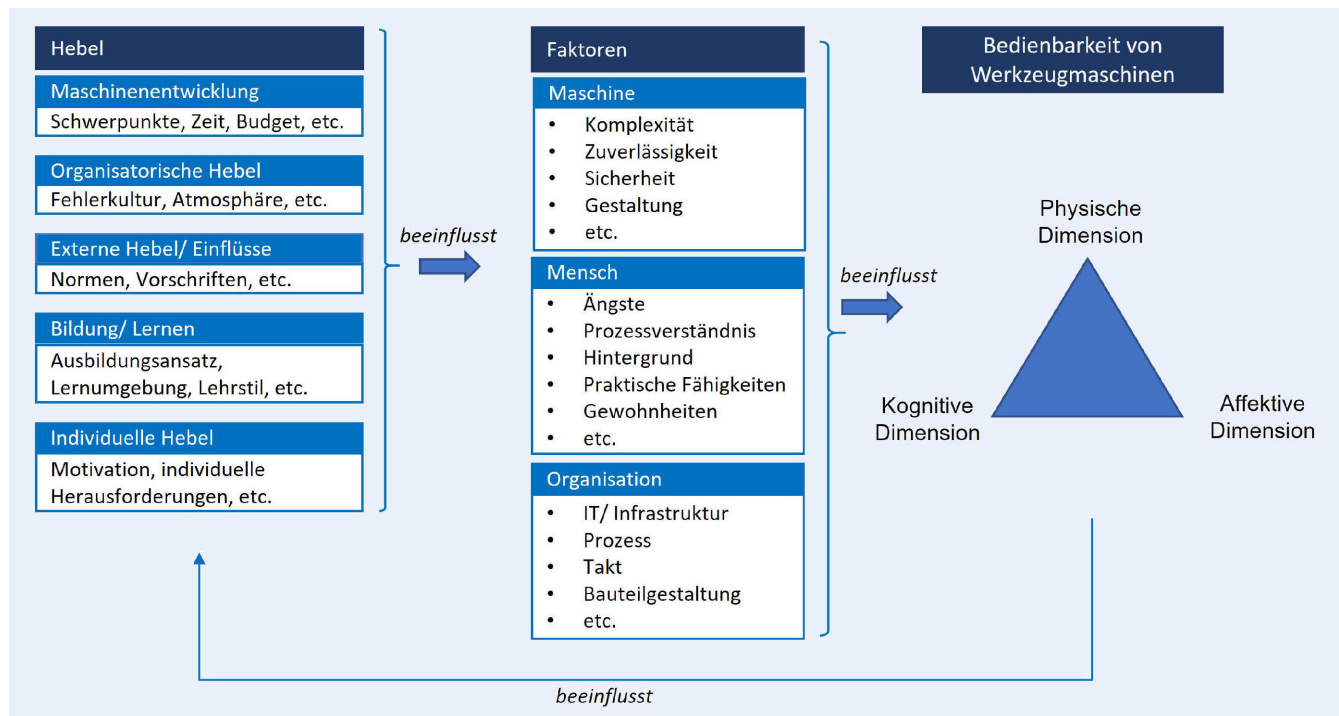 Hebel
Maschinenentwicklung
Schwerpunkte, Zeit, Budget, etc.
Organisatorische Hebel
Fehlerkultur, Atmosphäre, etc.
Externe Hebel/ Einflüsse
Normen, Vorschriften, etc.
Bildung/ Lernen
Ausbildungsansatz,
Lernumgebung, Lehrstil, etc.
Individuelle Hebel
Motivation, individuelle
Herausforderungen, etc.
beeinflusst
Faktoren
Maschine
• Komplexität
• Zuverlässigkeit
• Sicherheit
• Gestaltung
• etc.
Mensch
• Ängste
• Prozessverständnis
• Hintergrund
• Praktische Fähigkeiten
• Gewohnheiten
• etc.
Organisation
• IT/ Infrastruktur
• Prozess
• Takt
• Bauteilgestaltung
• etc.
beeinflusst
Bedienbarkeit von
Werkzeugmaschinen
Physische
Dimension
Kognitive
Dimension
Affektive
Dimension
beeinflusst